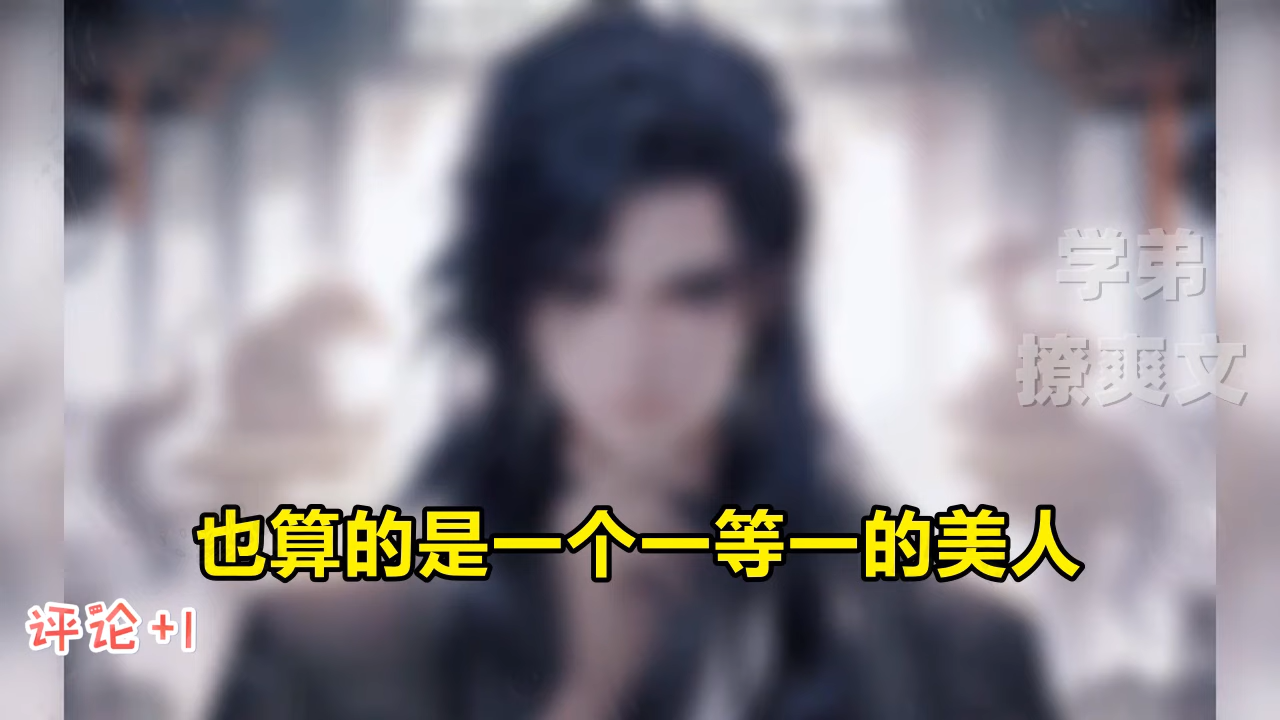 学弟
撩爽文
也算的是一个一等一的美人
评论+1